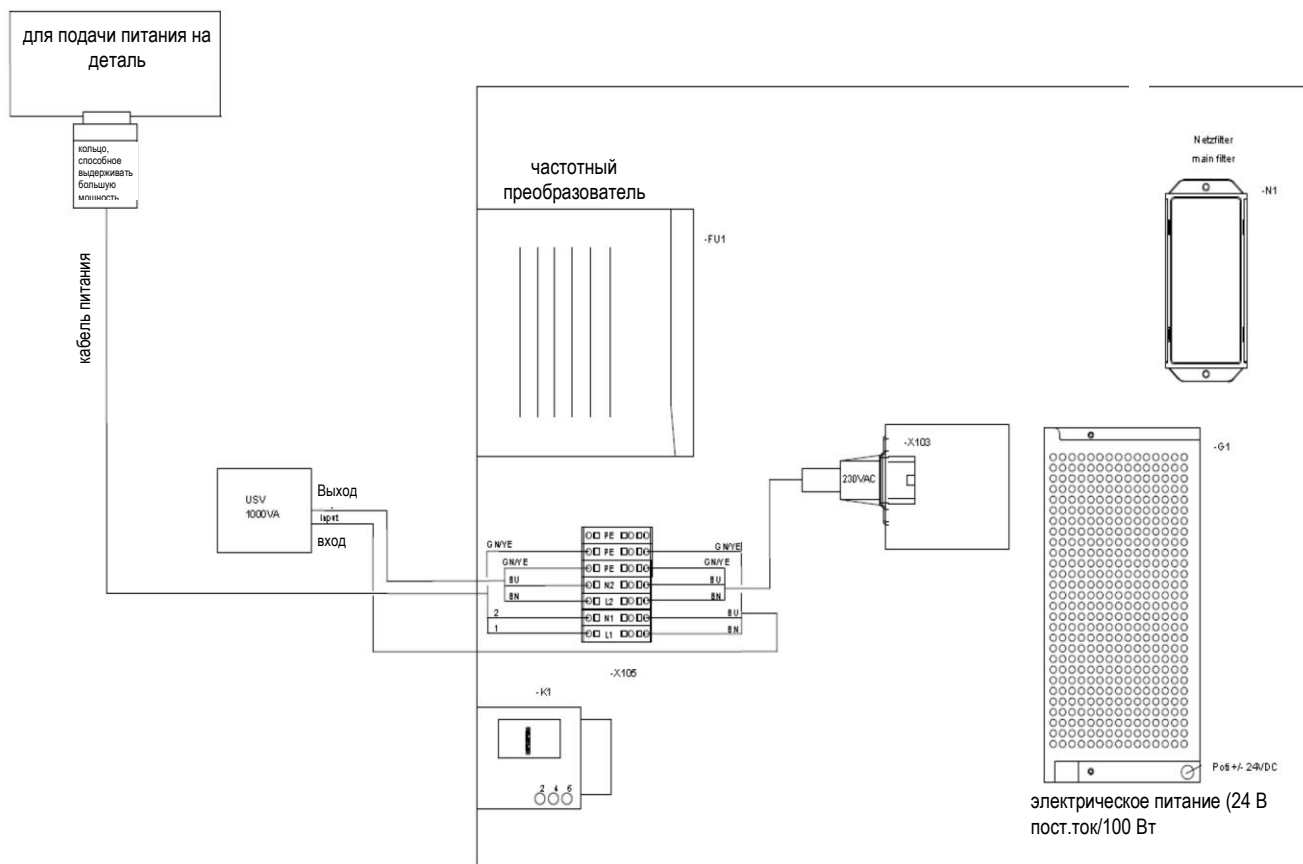 для подачи питания на
деталь
кольцо,
способное
выдерживать
большую
мощность
кабель питания
частотный
преобразователь
-FU1
Netzfilter
main filter
-N1
USV
1000VA
Выход
Input
вход
-X103
230VAC
-G1
PE
GN/YE PE GN/YE
GN/YE PE GN/YE
BU N2 BU
BN L2 BN
2 N1 BU
1 L1 BN
-X105
-K1
2 4 6
Poti +/- 24VDC
электрическое питание (24 В
пост.ток/100 Вт